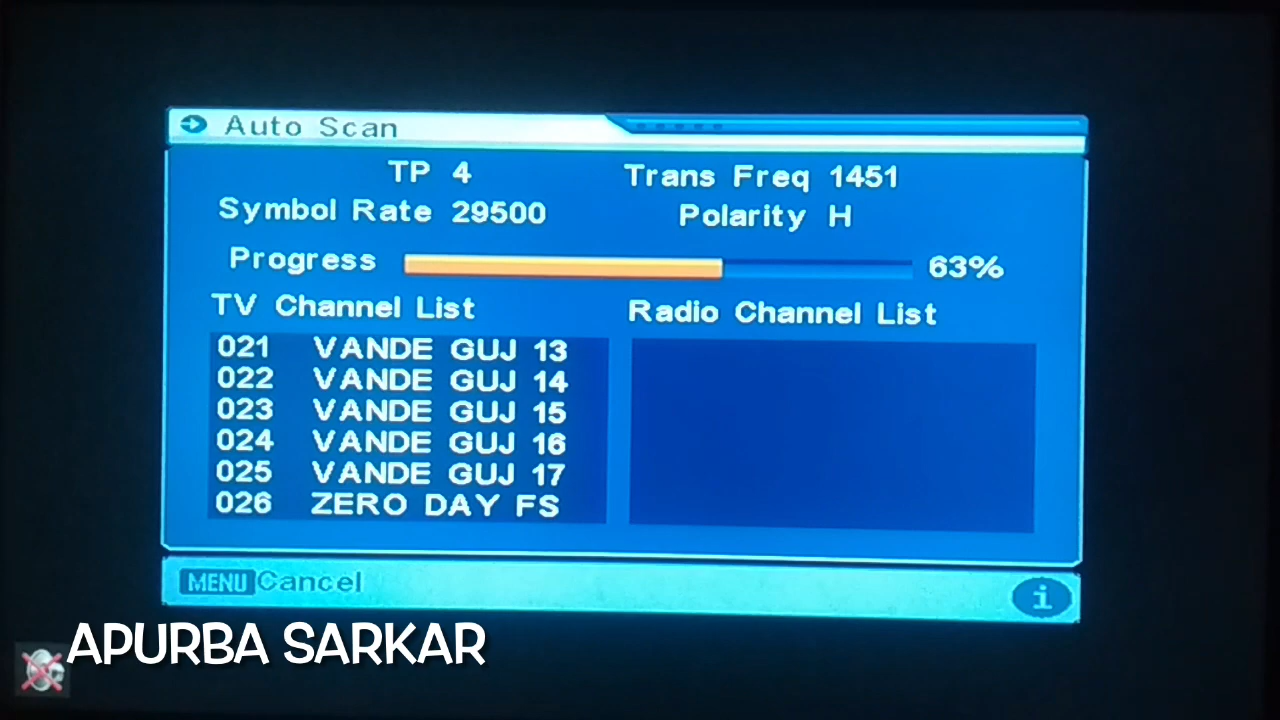 Auto Scan
TP 4 Trans Freq 1451
Symbol Rate 29500 Polarity H
Progress 63%
TV Channel List Radio Channel List
021 VANDE GUJ 13
022 VANDE GUJ 14
023 VANDE GUJ 15
024 VANDE GUJ 16
025 VANDE GUJ 17
026 ZERO DAY FS
MENU Cancel i
APURBA SARKAR